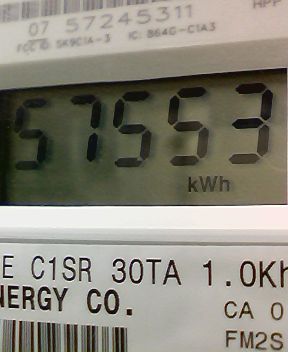 HPP
07 57245311
FCC ID: SK9C1A-3 IC: 864G-C1A3
57553
kWh
E C1SR 30TA 1.0Kh
NERGY CO.
CA 0
FM2S